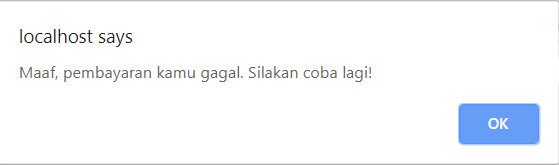 localhost says
Maaf, pembayaran kamu gagal. Silakan coba lagi!
OK